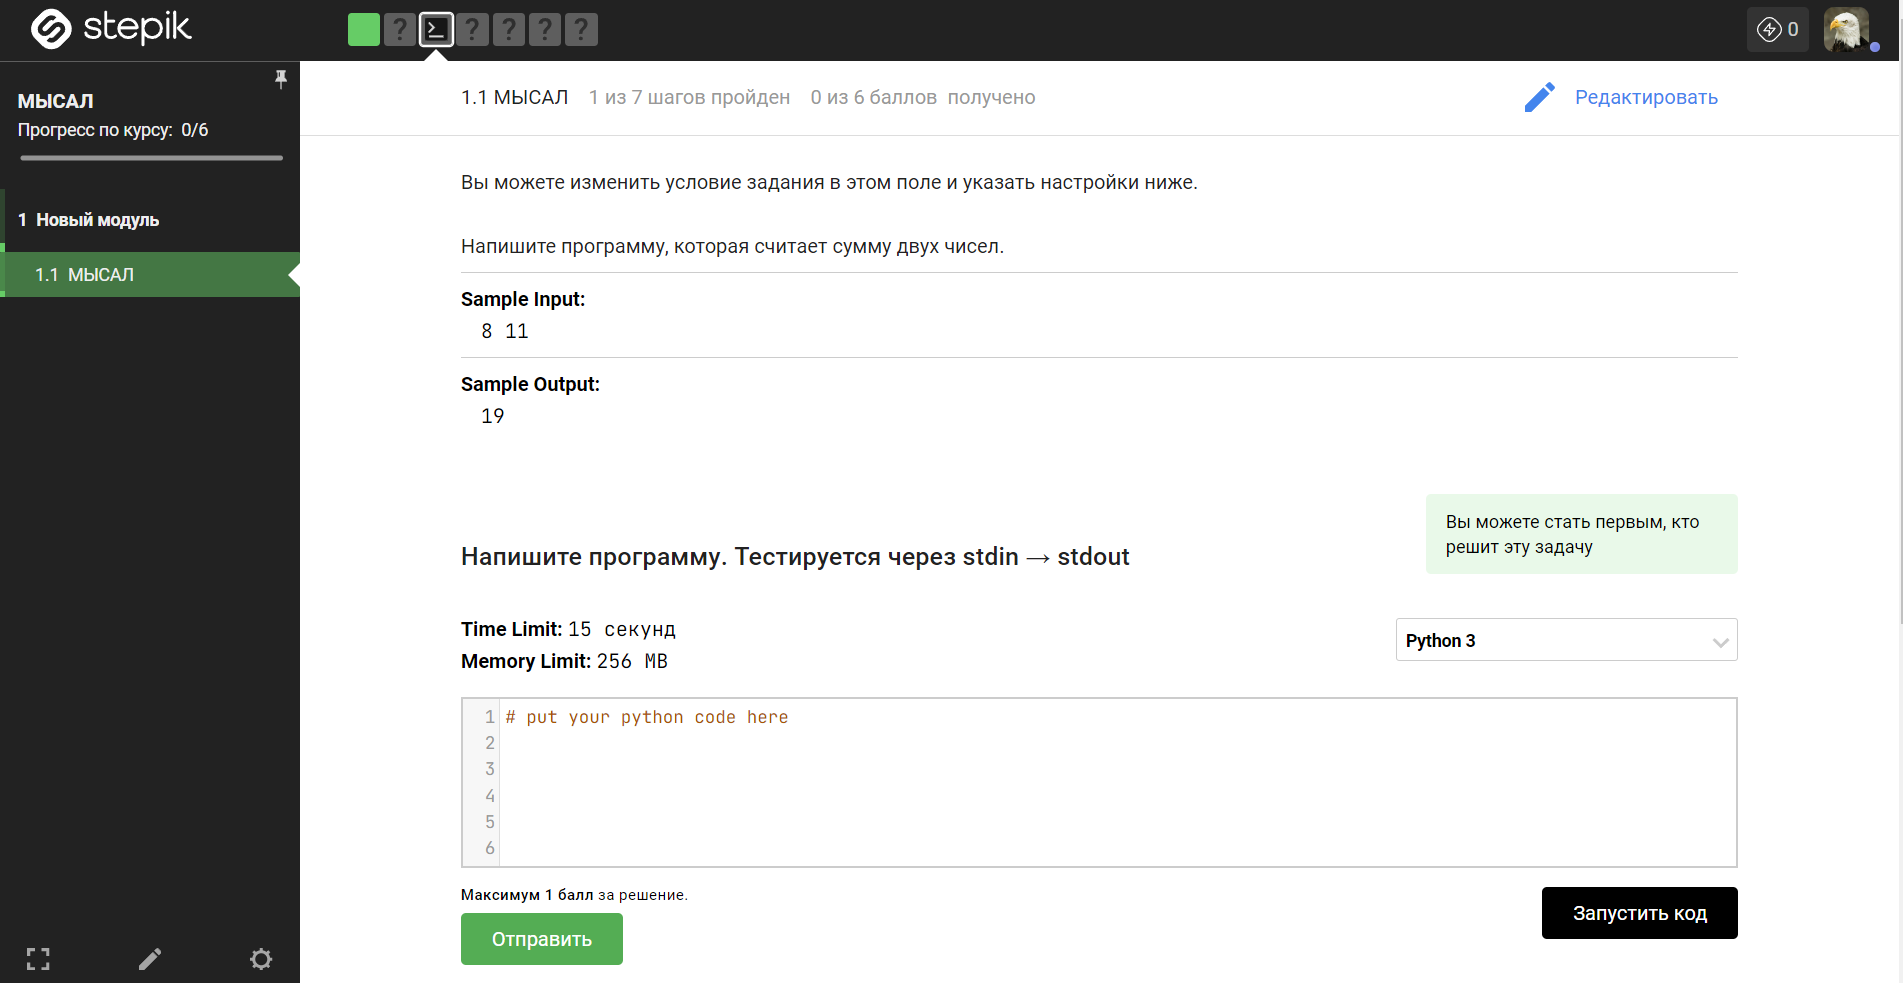 stepik
? ? ? ? ? ?
0
МЫСАЛ
Прогресс по курсу: 0/6
1 Новый модуль
1.1 МЫСАЛ
1.1 МЫСАЛ 1 из 7 шагов пройден 0 из 6 баллов получено
Редактировать
Вы можете изменить условие задания в этом поле и указать настройки ниже.
Напишите программу, которая считает сумму двух чисел.
Sample Input:
8 11
Sample Output:
19
Вы можете стать первым, кто
решит эту задачу
Напишите программу. Тестируется через stdin → stdout
Time Limit: 15 секунд
Memory Limit: 256 MB
Python 3
1 # put your python code here
2
3
4
5
6
Максимум 1 балл за решение.
Отправить
Запустить код